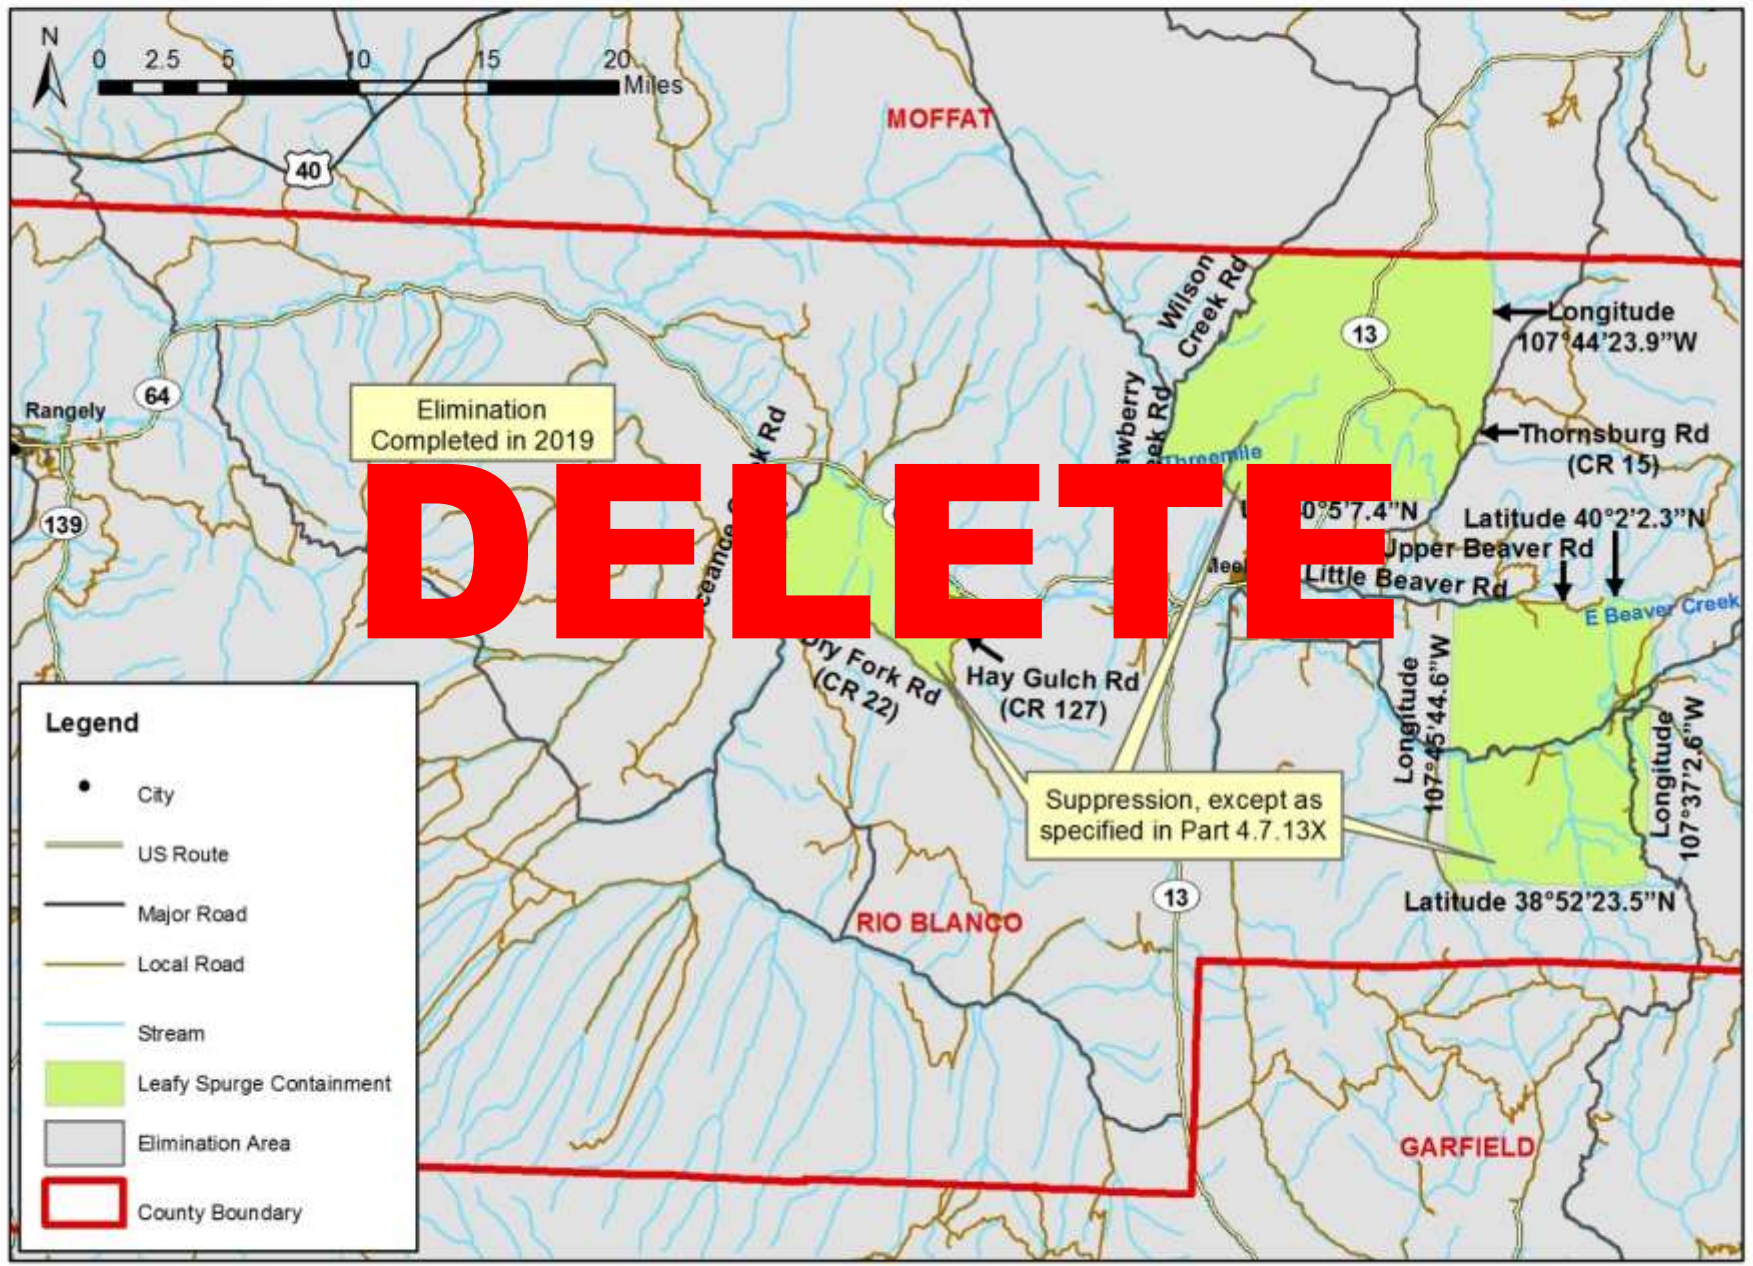 N
0 2.5 5 10 15 20
Miles
MOFFAT
40
Wilson
Creek Rd
13
Longitude
107°44'23.9"W
64
Rangely
Elimination
Completed in 2019
Thornsburg Rd
(CR 15)
Threemile
DELETE
139
Latitude 40°2'2.3"N
Upper Beaver Rd
Little Beaver Rd
E Beaver Creek
Dry Fork Rd
(CR 22)
Hay Gulch Rd
(CR 127)
Longitude
107°45'44.6"W
Longitude
107°37'2.6"W
Suppression, except as
specified in Part 4.7.13X
13
Latitude 38°52'23.5"N
RIO BLANCO
GARFIELD
Legend
City
US Route
Major Road
Local Road
Stream
Leafy Spurge Containment
Elimination Area
County Boundary